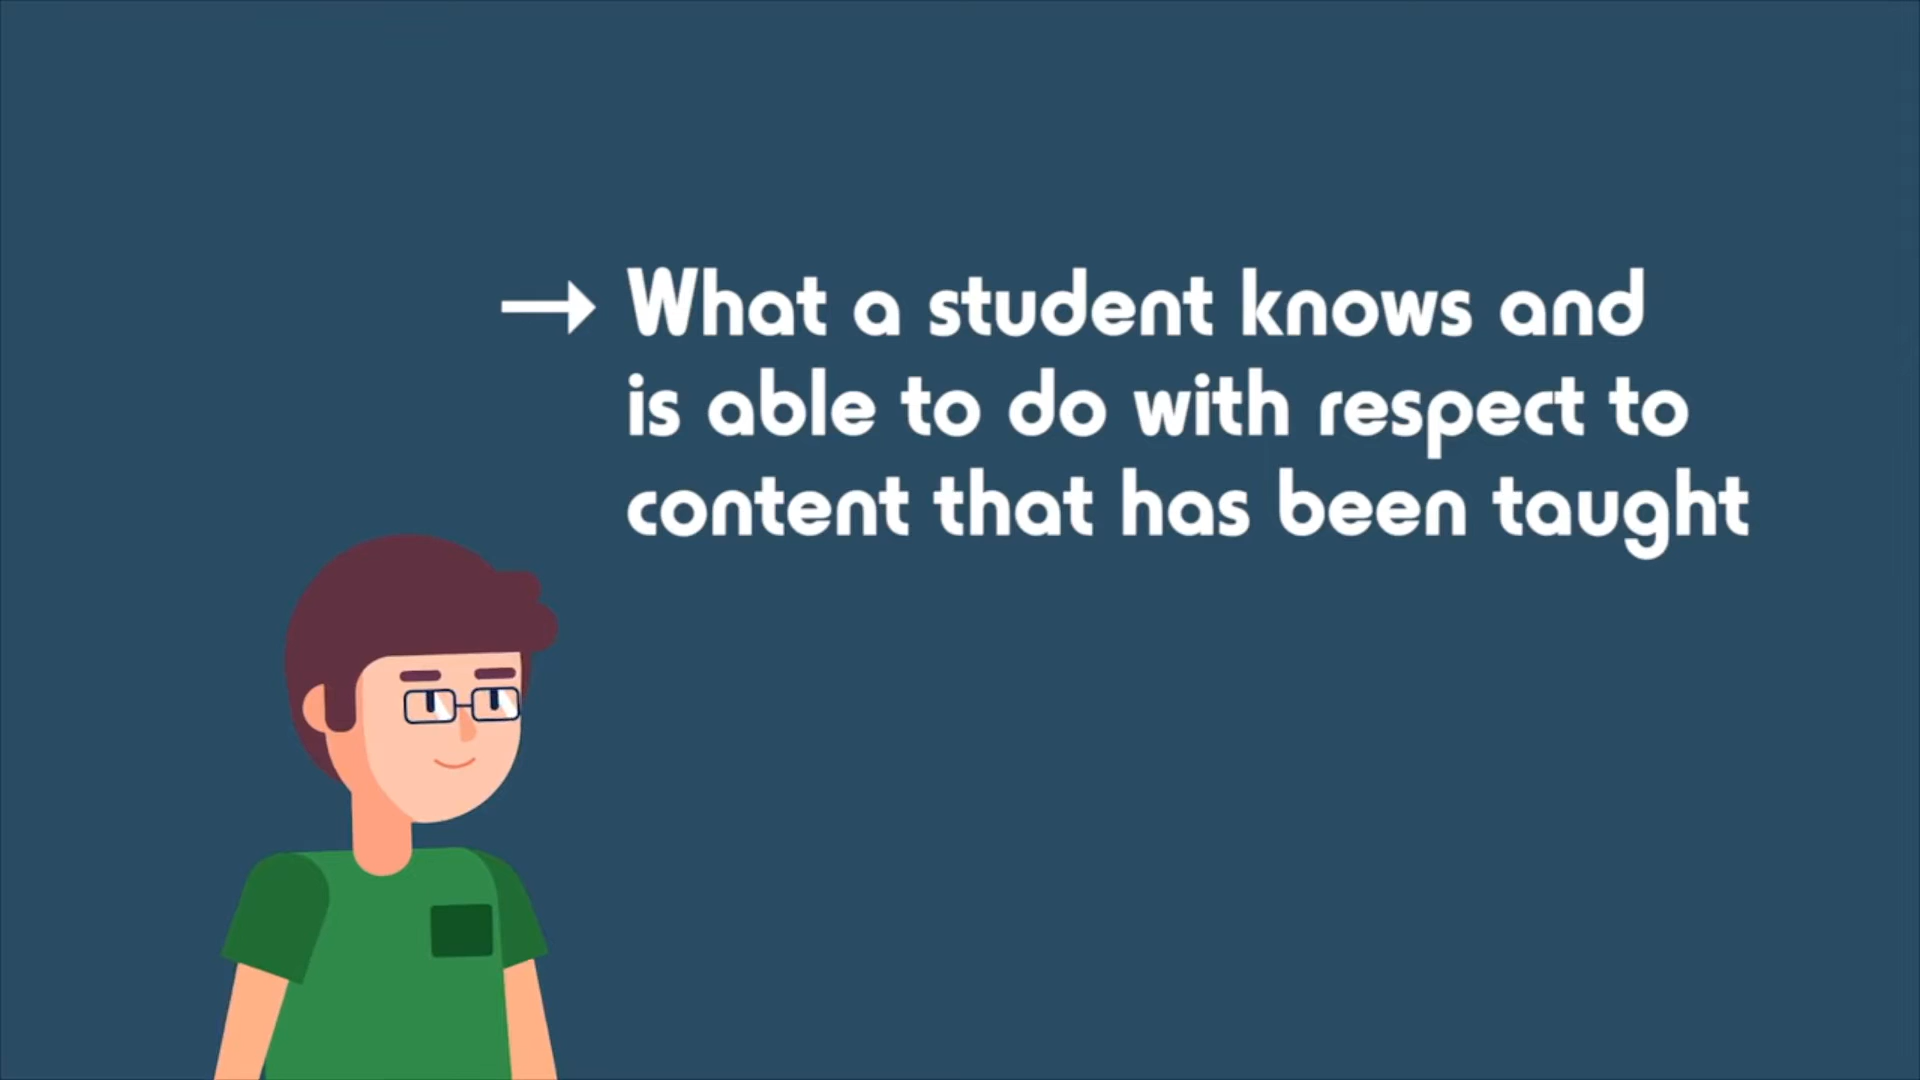 → What a student knows and
is able to do with respect to
content that has been taught